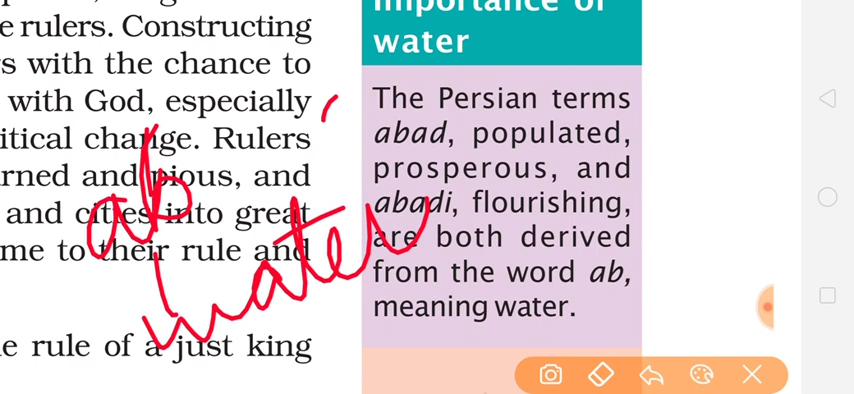 importance of
water
The Persian terms
abad, populated,
prosperous, and
abadi, flourishing,
are both derived
from the word ab,
meaning water.
e rulers. Constructing
s with the chance to
with God, especially
itical change. Rulers
rned and pious, and
and cities into great
me to their rule and
e rule of a just king
ab
water